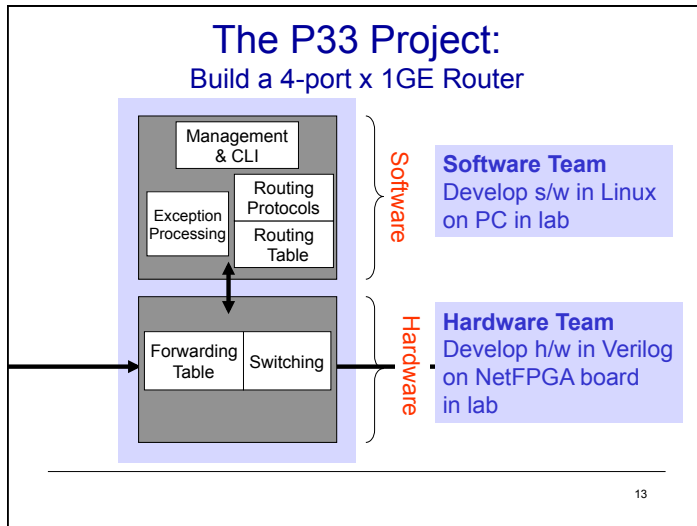 The P33 Project:
Build a 4-port x 1GE Router
Management
& CLI
Exception
Processing
Routing
Protocols
Routing
Table
Software
Software Team
Develop s/w in Linux
on PC in lab
Forwarding
Table
Switching
Hardware
Hardware Team
Develop h/w in Verilog
on NetFPGA board
in lab
13